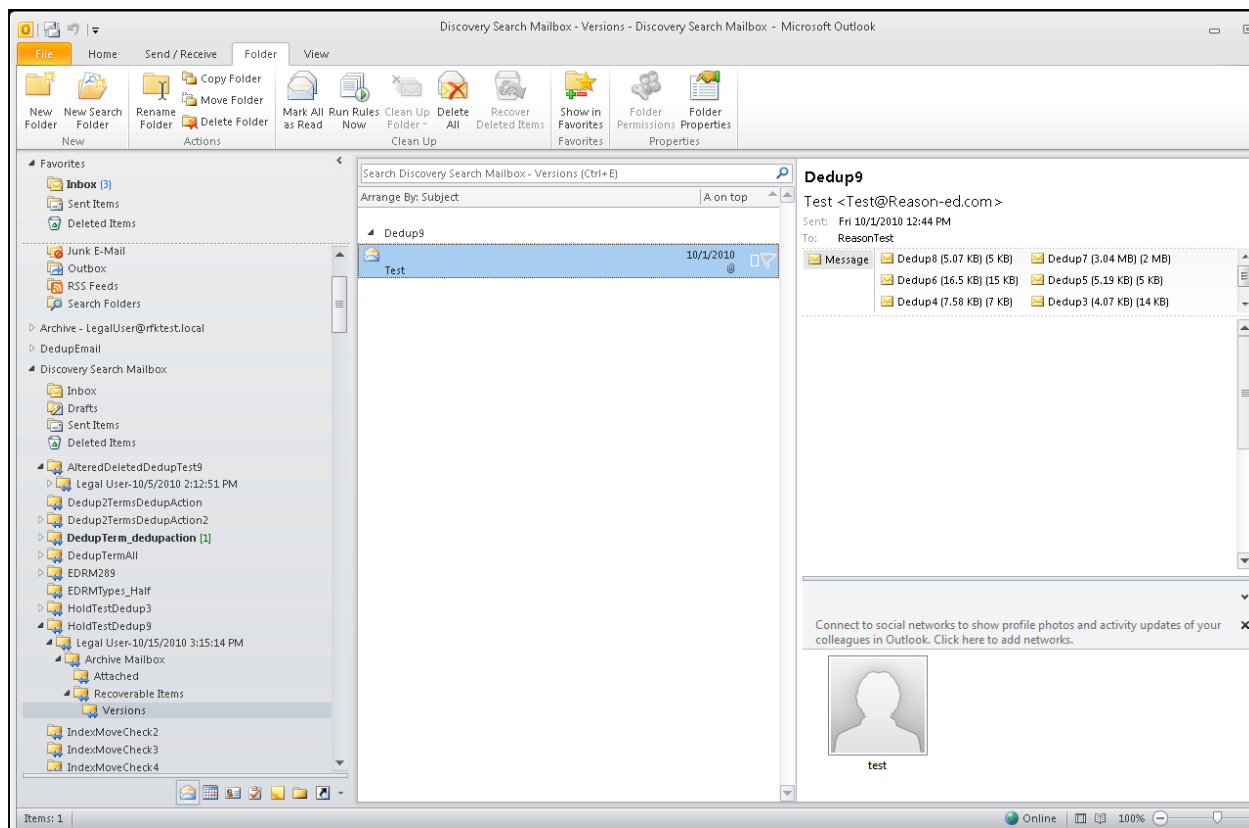 Discovery Search Mailbox - Versions - Discovery Search Mailbox - Microsoft Outlook
File Home Send / Receive Folder View
New Folder
New Search Folder
Rename Folder
Copy Folder
Move Folder
Delete Folder
Mark All as Read
Run Rules Now
Clean Up Folder
Delete All
Recover Deleted Items
Show in Favorites
Folder Permissions
Folder Properties
New Actions Clean Up Favorites Properties
Favorites
Inbox (3)
Sent Items
Deleted Items
Junk E-Mail
Outbox
RSS Feeds
Search Folders
Archive - LegalUser@rfktest.local
DedupEmail
Discovery Search Mailbox
Inbox
Drafts
Sent Items
Deleted Items
AlteredDeletedDedupTest9
Legal User-10/5/2010 2:12:51 PM
Dedup2TermsDedupAction
Dedup2TermsDedupAction2
DedupTerm_dedupaction [1]
DedupTermAll
EDRM289
EDRMTypes_Half
HoldTestDedup3
HoldTestDedup9
Legal User-10/15/2010 3:15:14 PM
Archive Mailbox
Attached
Recoverable Items
Versions
IndexMoveCheck2
IndexMoveCheck3
IndexMoveCheck4
Search Discovery Search Mailbox - Versions (Ctrl+E)
Arrange By: Subject A on top
Dedup9
10/1/2010
Test
Dedup9
Test <Test@Reason-ed.com>
Sent: Fri 10/1/2010 12:44 PM
To: ReasonTest
Message Dedup8 (5.07 KB) (5 KB) Dedup7 (3.04 MB) (2 MB)
Dedup6 (16.5 KB) (15 KB) Dedup5 (5.19 KB) (5 KB)
Dedup4 (7.58 KB) (7 KB) Dedup3 (4.07 KB) (14 KB)
Connect to social networks to show profile photos and activity updates of your
colleagues in Outlook. Click here to add networks.
test
Items: 1 Online 100%